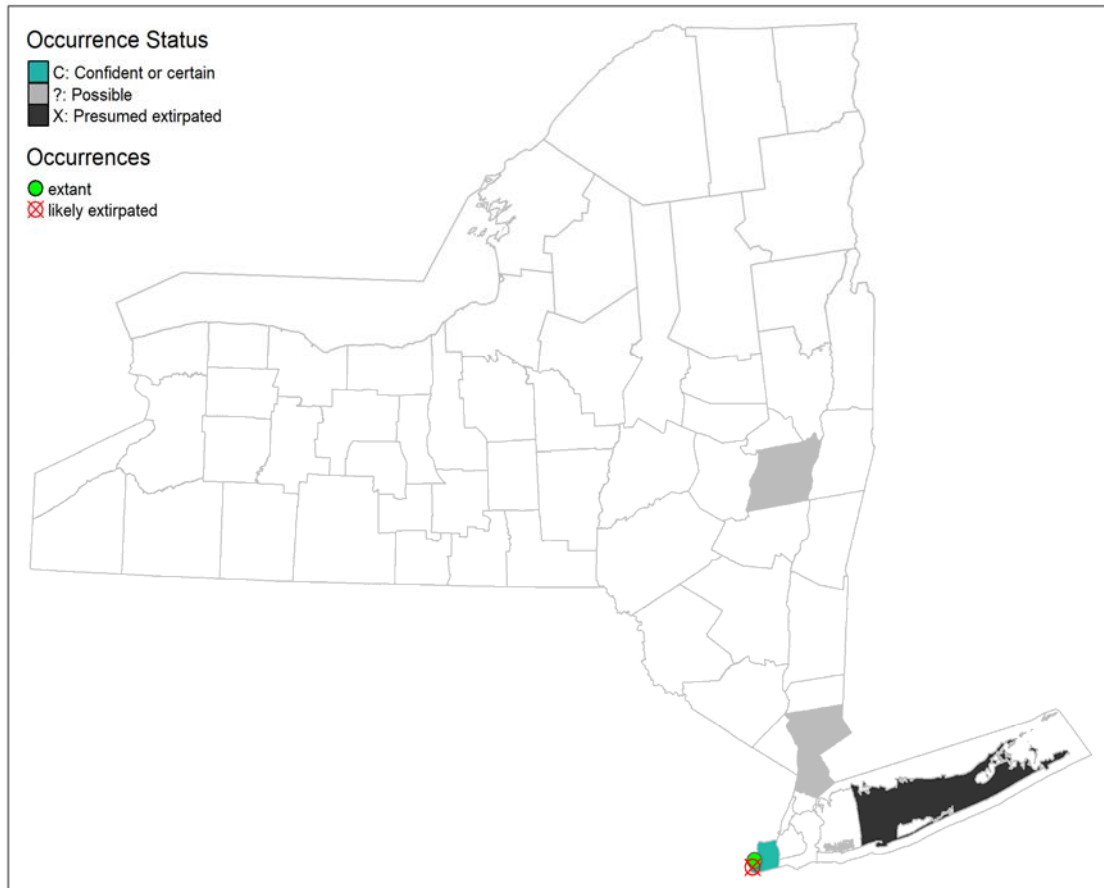 Occurrence Status
C: Confident or certain
?: Possible
X: Presumed extirpated
Occurrences
extant
likely extirpated